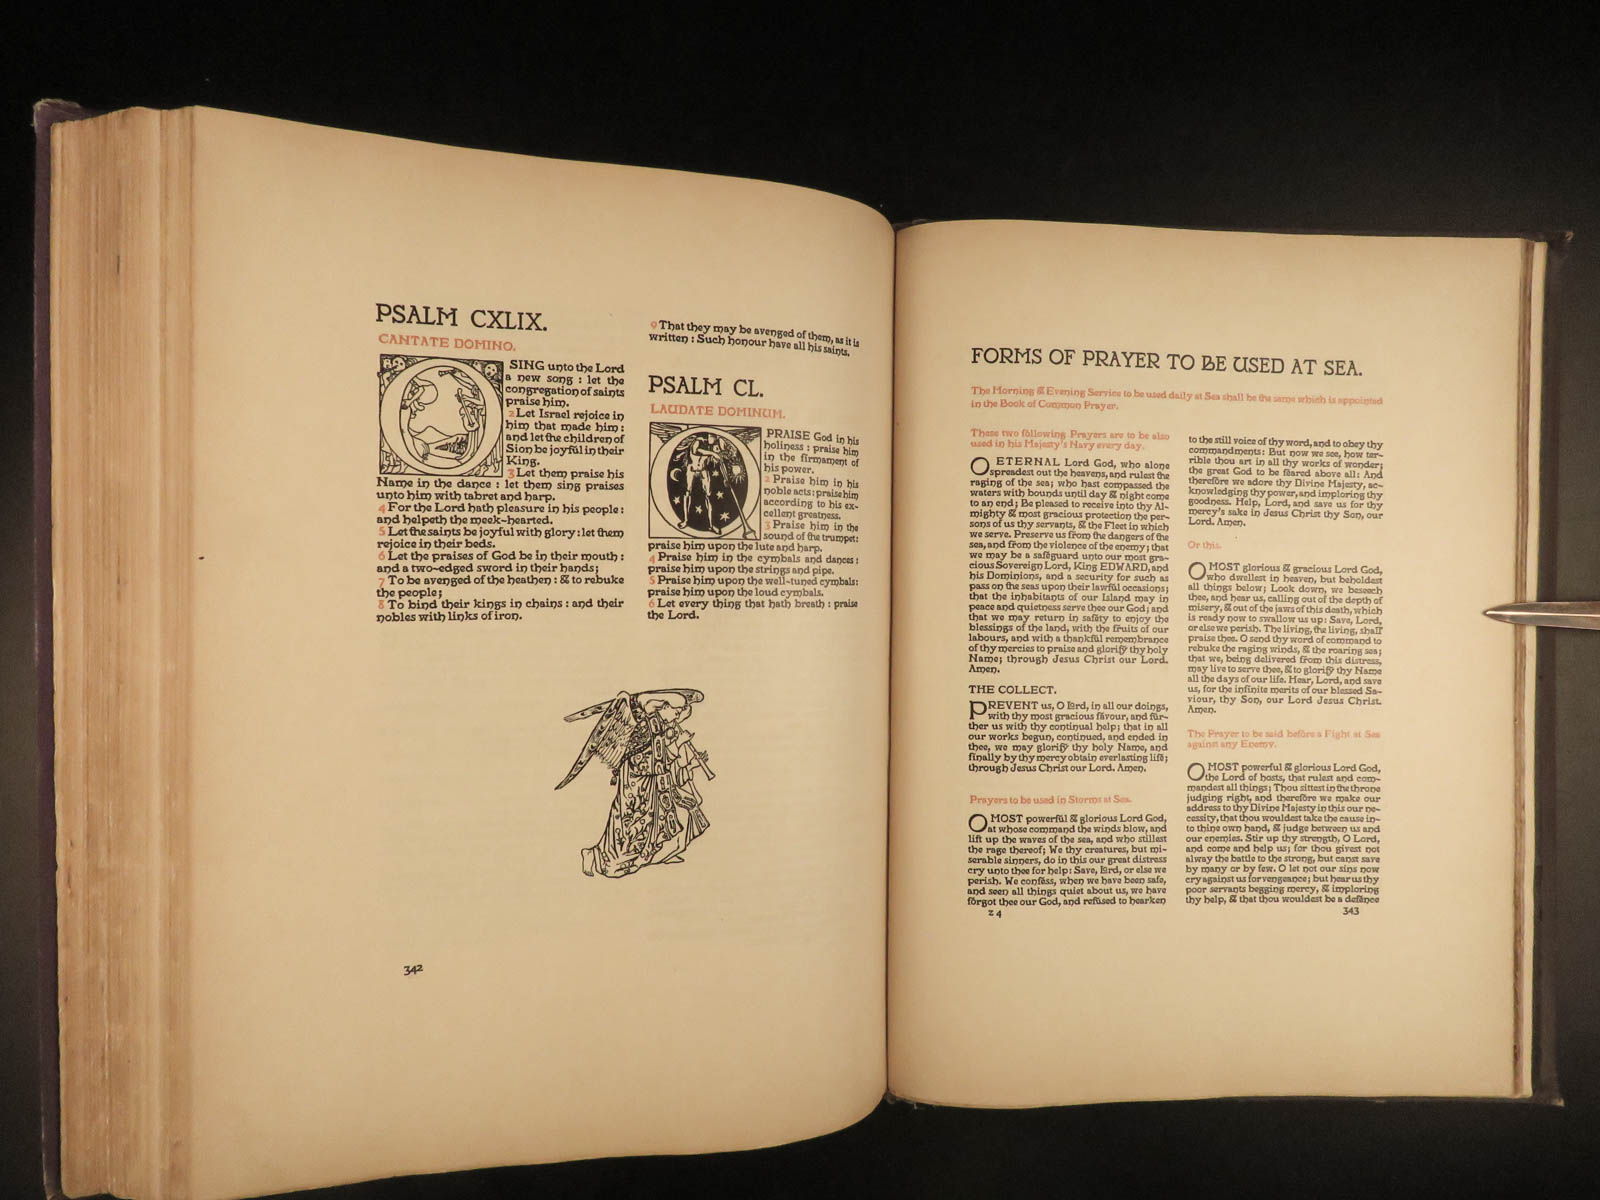 PSALM CXLIX.
CANTATE DOMINO.
O SING unto the Lord
a new song : let the
congregation of saints
praise him.
2 Let Israel rejoice in
him that made him :
and let the children of
Sion be joyful in their
King.
3 Let them praise his
Name in the dance : let them sing praises
unto him with tabret and harp.
4 For the Lord hath pleasure in his people :
and helpeth the meek-hearted.
5 Let the saints be joyful with glory : let them
rejoice in their beds.
6 Let the praises of God be in their mouth :
and a two-edged sword in their hands;
7 To be avenged of the heathen : & to rebuke
the people;
8 To bind their kings in chains : and their
nobles with links of iron.
9 That they may be avenged of them, as it is
written : Such honour have all his saints.
PSALM CL.
LAUDATE DOMINUM.
O PRAISE God in his
holiness : praise him
in the firmament of
his power.
2 Praise him in his
noble acts : praise him
according to his ex-
cellent greatness.
3 Praise him in the
sound of the trumpet:
praise him upon the lute and harp.
4 Praise him in the cymbals and dances :
praise him upon the strings and pipe.
5 Praise him upon the well-tuned cymbals:
praise him upon the loud cymbals.
6 Let every thing that hath breath : praise
the Lord.
342
FORMS OF PRAYER TO BE USED AT SEA.
The Morning & Evening Service to be used daily at Sea shall be the same which is appointed
in the Book of Common Prayer.
These two following Prayers are to be also
used in his Majesty's Navy every day.
O ETERNAL Lord God, who alone
spreadest out the heavens, and rulest the
raging of the sea; who hast compassed the
waters with bounds until day & night come
to an end; Be pleased to receive into thy Al-
mighty & most gracious protection the per-
sons of us thy servants, & the Fleet in which
we serve. Preserve us from the dangers of the
sea, and from the violence of the enemy; that
we may be a safeguard unto our most gra-
cious Sovereign Lord, King EDWARD, and
his Dominions, and a security for such as
pass on the seas upon their lawful occasions;
that the inhabitants of our Island may in
peace and quietness serve thee our God; and
that we may return in safety to enjoy the
blessings of the land, with the fruits of our
labours, and with a thankful remembrance
of thy mercies to praise and glorify thy holy
Name; through Jesus Christ our Lord.
Amen.
THE COLLECT.
PREVENT us, O Lord, in all our doings,
with thy most gracious favour, and fur-
ther us with thy continual help; that in all
our works begun, continued, and ended in
thee, we may glorify thy holy Name, and
finally by thy mercy obtain everlasting life;
through Jesus Christ our Lord. Amen.
Prayers to be used in Storms at Sea.
O MOST powerful & glorious Lord God,
at whose command the winds blow, and
lift up the waves of the sea, and who stillest
the rage thereof; We thy creatures, but mi-
serable sinners, do in this our great distress
cry unto thee for help: Save, Lord, or else we
perish. We confess, when we have been safe,
and seen all things quiet about us, we have
forgot thee our God, and refused to hearken
z 4
to the still voice of thy word, and to obey thy
commandments: But now we see, how ter-
rible thou art in all thy works of wonder;
the great God to be feared above all: And
therefore we adore thy Divine Majesty, ac-
knowledging thy power, and imploring thy
goodness. Help, Lord, and save us for thy
mercy's sake in Jesus Christ thy Son, our
Lord. Amen.
Or this.
O MOST glorious & gracious Lord God,
who dwellest in heaven, but beholdest
all things below; Look down, we beseech
thee, and hear us, calling out of the depth of
misery, & out of the jaws of this death, which
is ready now to swallow us up: Save, Lord,
or else we perish. The living, the living, shall
praise thee. O send thy word of command to
rebuke the raging winds, & the roaring sea;
that we, being delivered from this distress,
may live to serve thee, & to glorify thy Name
all the days of our life. Hear, Lord, and save
us, for the infinite merits of our blessed Sa-
viour, thy Son, our Lord Jesus Christ.
Amen.
The Prayer to be said before a Fight at Sea
against any Enemy.
O MOST powerful & glorious Lord God,
the Lord of hosts, that rulest and com-
mandest all things; Thou sittest in the throne
judging right, and therefore we make our
address to thy Divine Majesty in this our ne-
cessity, that thou wouldest take the cause in-
to thine own hand, & judge between us and
our enemies. Stir up thy strength, O Lord,
and come and help us; for thou givest not
alway the battle to the strong, but canst save
by many or by few. O let not our sins now
cry against us for vengeance; but hear us thy
poor servants begging mercy, & imploring
thy help, & that thou wouldest be a defence
343